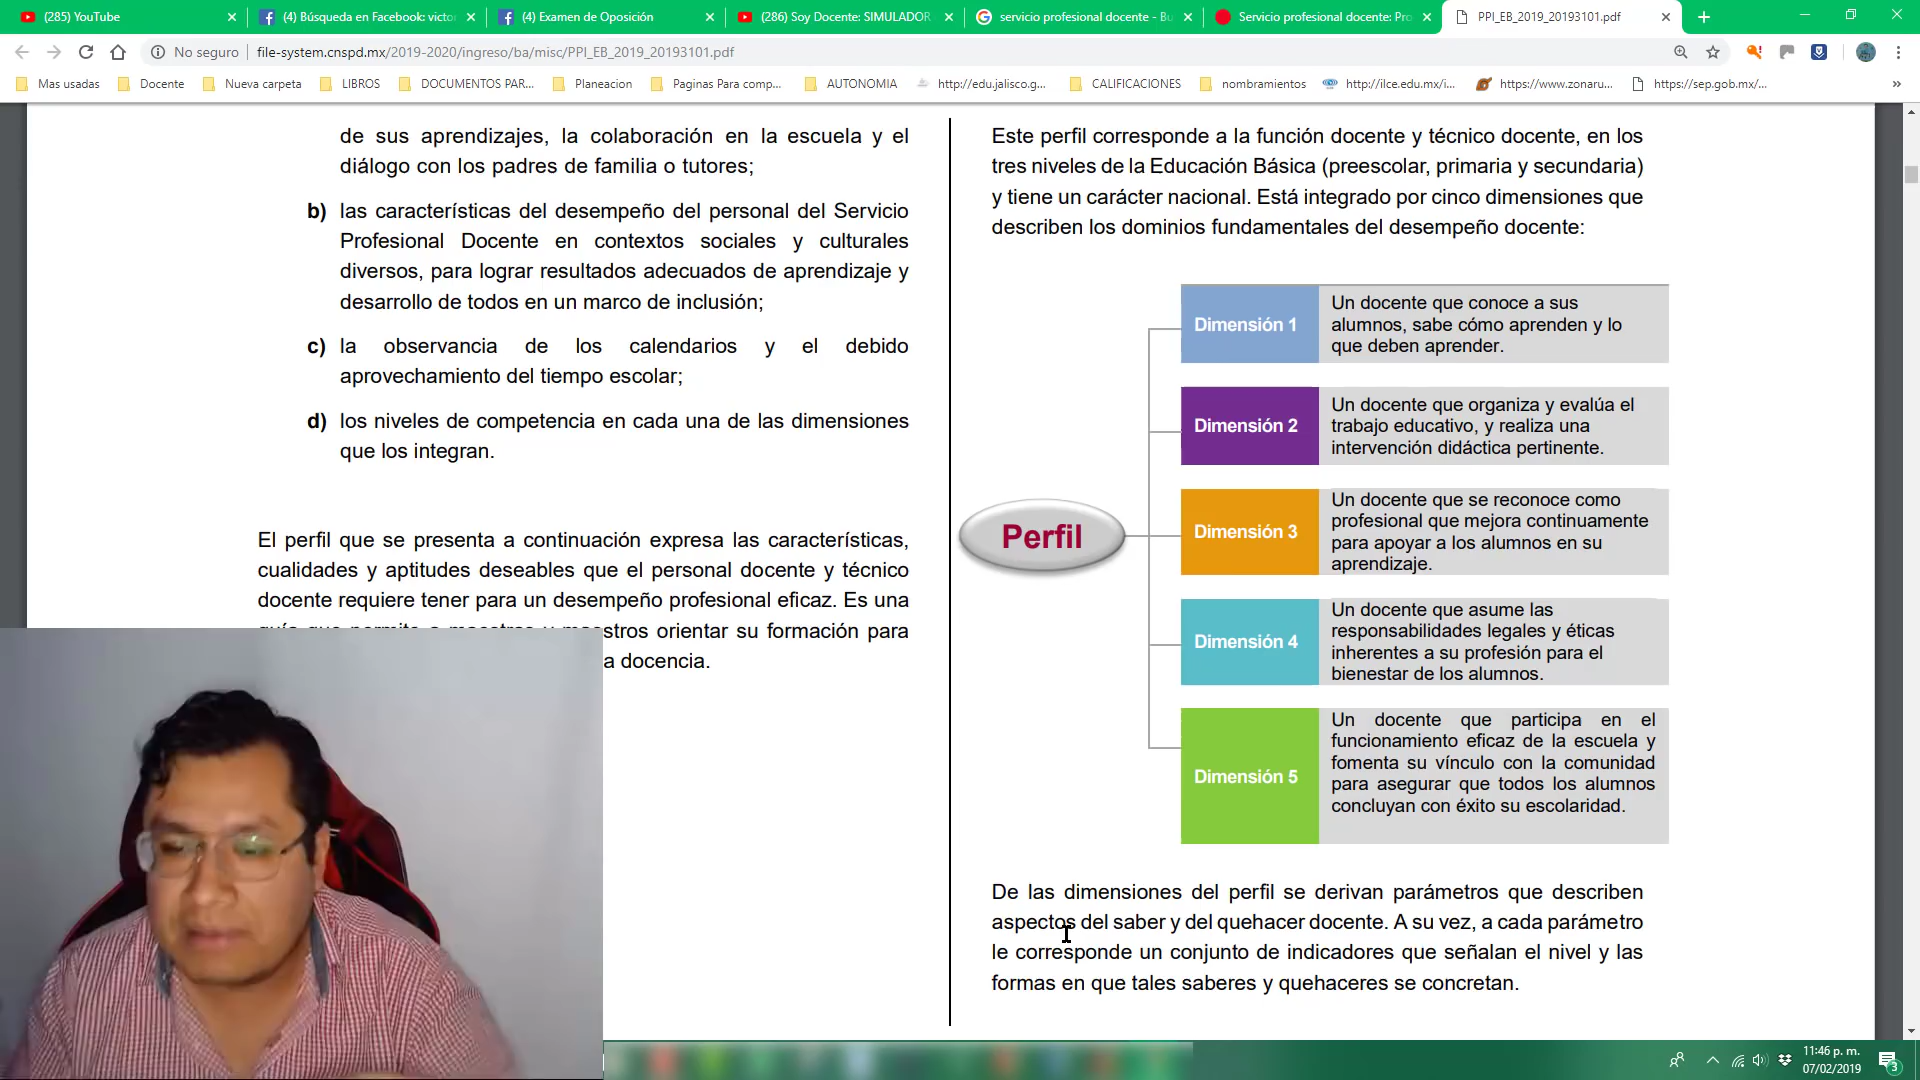 (285) YouTube
(4) Búsqueda en Facebook: victo
(4) Examen de Oposición
(286) Soy Docente: SIMULADOR
servicio profesional docente - Bu
Servicio profesional docente: Pro
PPI_EB_2019_20193101.pdf
No seguro
file-system.cnspd.mx/2019-2020/ingreso/ba/misc/PPI_EB_2019_20193101.pdf
Mas usadas
Docente
Nueva carpeta
LIBROS
DOCUMENTOS PAR...
Planeacion
Paginas Para comp...
AUTONOMIA
http://edu.jalisco.g...
CALIFICACIONES
nombramientos
http://ilce.edu.mx/i...
https://www.zonaru...
https://sep.gob.mx/...
»
de sus aprendizajes, la colaboración en la escuela y el
diálogo con los padres de familia o tutores;
b) las características del desempeño del personal del Servicio
Profesional Docente en contextos sociales y culturales
diversos, para lograr resultados adecuados de aprendizaje y
desarrollo de todos en un marco de inclusión;
c) la observancia de los calendarios y el debido
aprovechamiento del tiempo escolar;
d) los niveles de competencia en cada una de las dimensiones
que los integran.
El perfil que se presenta a continuación expresa las características,
cualidades y aptitudes deseables que el personal docente y técnico
docente requiere tener para un desempeño profesional eficaz. Es una
stros orientar su formación para
a docencia.
Este perfil corresponde a la función docente y técnico docente, en los
tres niveles de la Educación Básica (preescolar, primaria y secundaria)
y tiene un carácter nacional. Está integrado por cinco dimensiones que
describen los dominios fundamentales del desempeño docente:
Perfil
Dimensión 1
Un docente que conoce a sus
alumnos, sabe cómo aprenden y lo
que deben aprender.
Dimensión 2
Un docente que organiza y evalúa el
trabajo educativo, y realiza una
intervención didáctica pertinente.
Dimensión 3
Un docente que se reconoce como
profesional que mejora continuamente
para apoyar a los alumnos en su
aprendizaje.
Dimensión 4
Un docente que asume las
responsabilidades legales y éticas
inherentes a su profesión para el
bienestar de los alumnos.
Dimensión 5
Un docente que participa en el
funcionamiento eficaz de la escuela y
fomenta su vínculo con la comunidad
para asegurar que todos los alumnos
concluyan con éxito su escolaridad.
De las dimensiones del perfil se derivan parámetros que describen
aspectos del saber y del quehacer docente. A su vez, a cada parámetro
le corresponde un conjunto de indicadores que señalan el nivel y las
formas en que tales saberes y quehaceres se concretan.
11:46 p. m.
07/02/2019
3